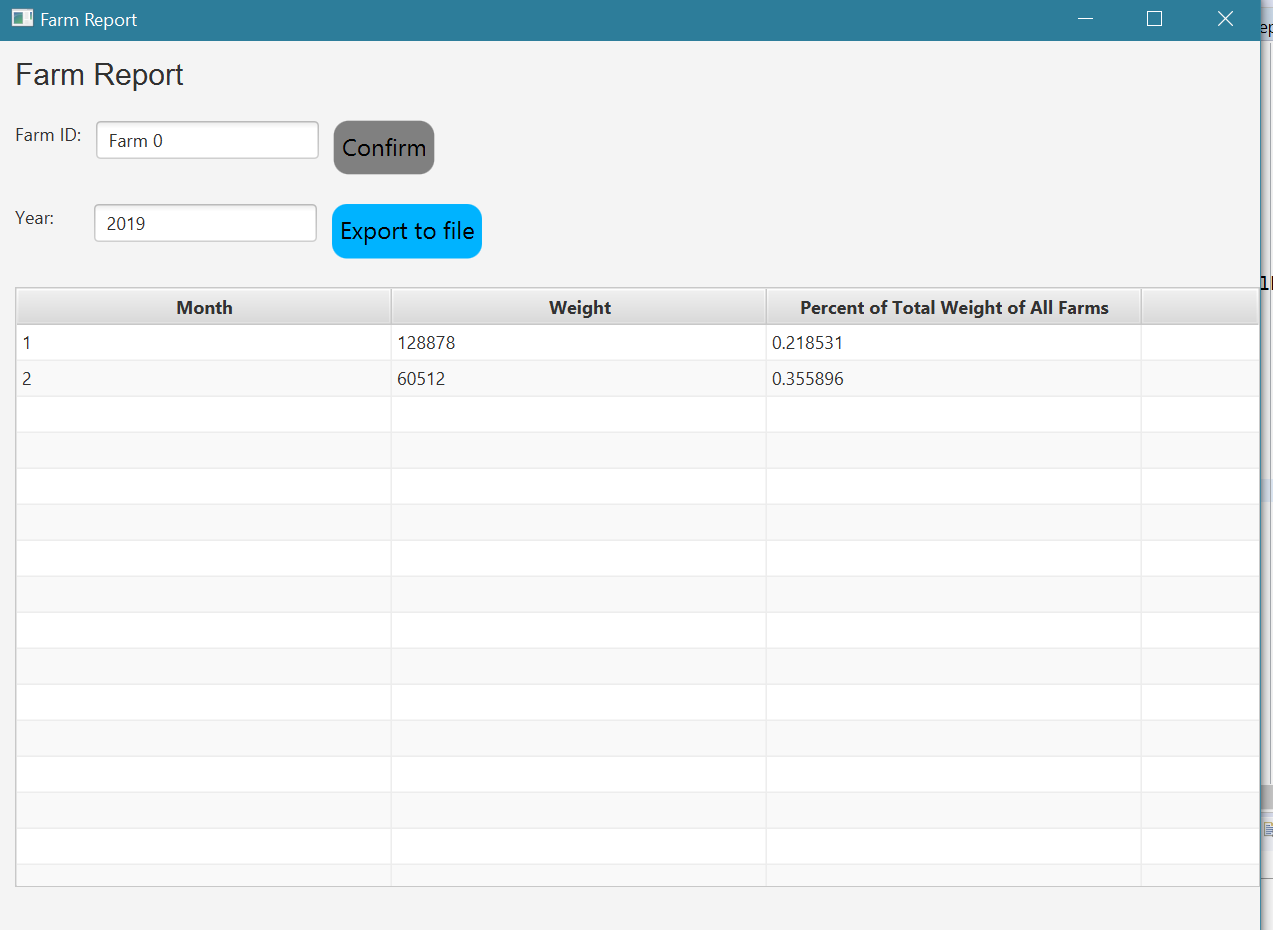 Farm Report
Farm Report
Farm ID: Farm 0 Confirm
Year: 2019 Export to file
Month Weight Percent of Total Weight of All Farms
1 128878 0.218531
2 60512 0.355896